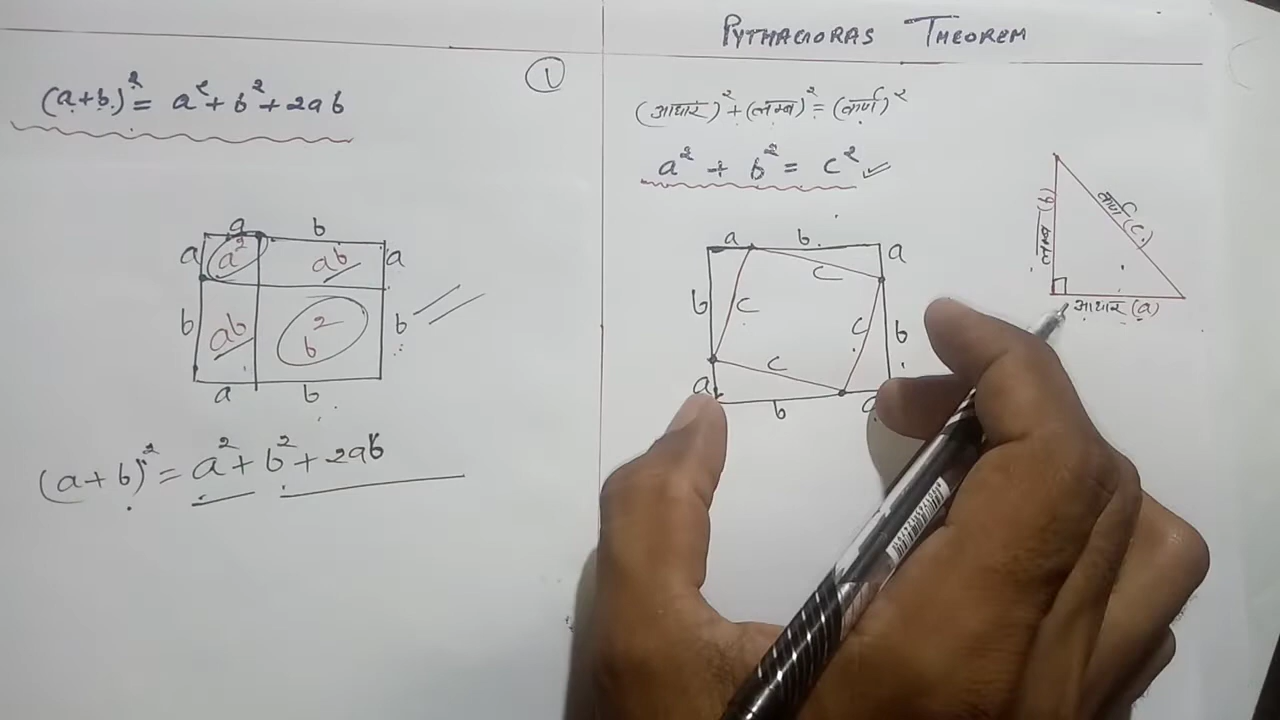 (a+b)² = a² + b² + 2ab
a b
a a² ab a
b ab b² b
a b
(a+b)² = a² + b² + 2ab
①
PYTHAGORAS THEOREM
(आधार)² + (लम्ब)² = (कर्ण)²
a² + b² = c²
a b a
c
b c c b
c
a b a
लम्ब (b)
कर्ण (c)
आधार (a)